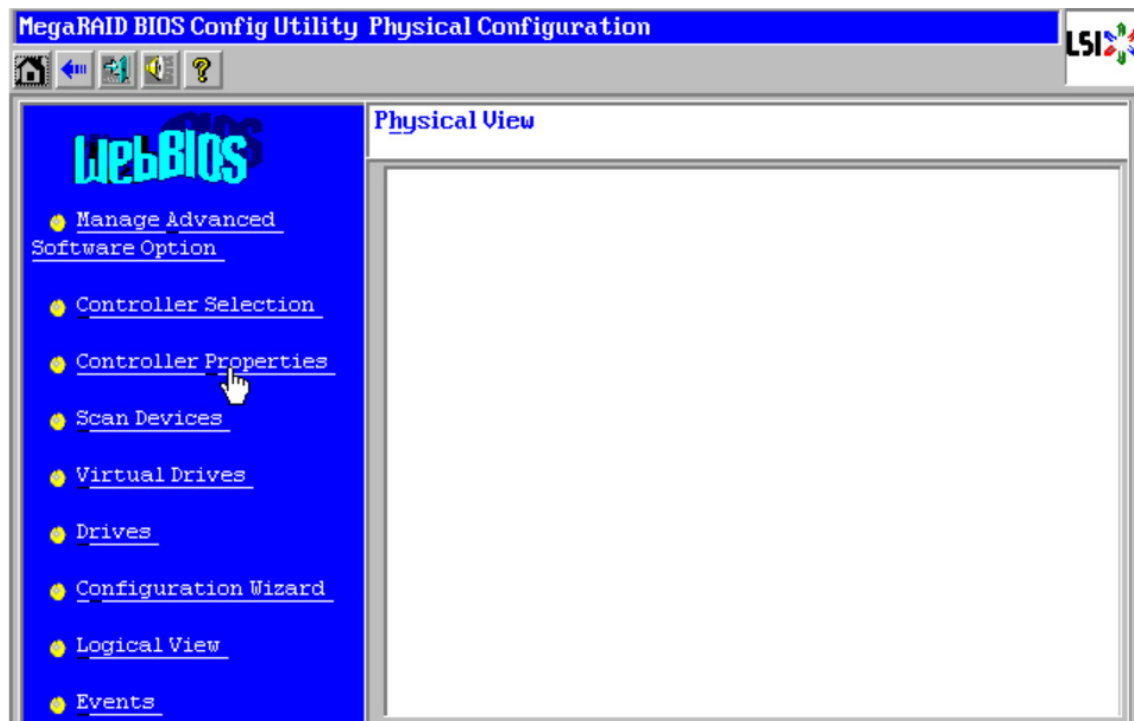 MegaRAID BIOS Config Utility Physical Configuration
LSI
WebBIOS
Physical View
Manage Advanced
Software Option
Controller Selection
Controller Properties
Scan Devices
Virtual Drives
Drives
Configuration Wizard
Logical View
Events